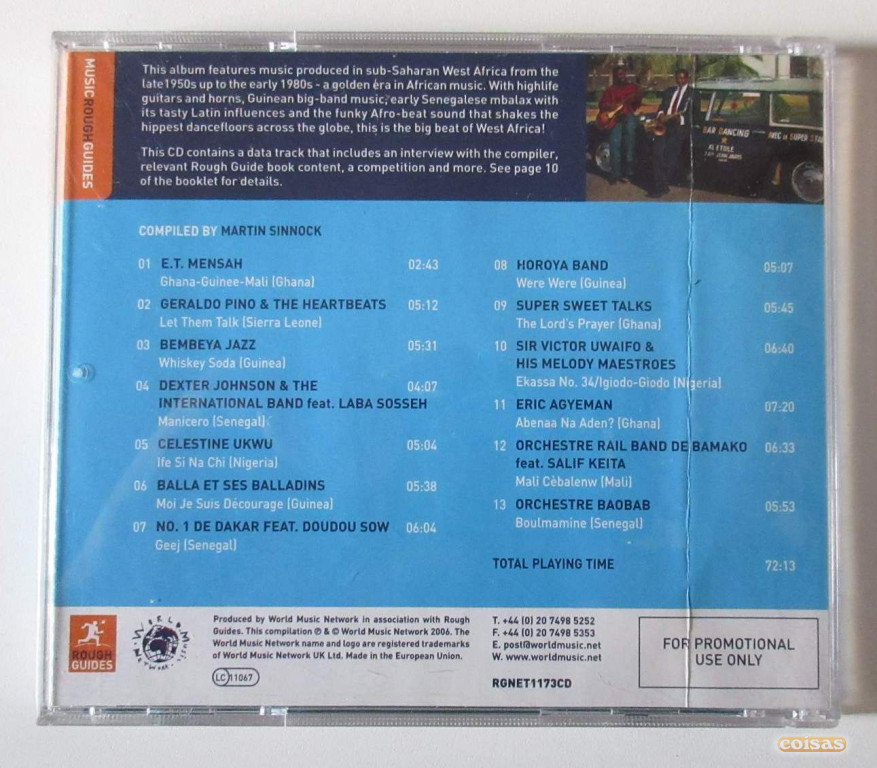 MUSIC ROUGH GUIDES
This album features music produced in sub-Saharan West Africa from the
late1950s up to the early 1980s - a golden era in African music. With highlife
guitars and horns, Guinean big-band music, early Senegalese mbalax with
its tasty Latin influences and the funky Afro-beat sound that shakes the
hippest dancefloors across the globe, this is the big beat of West Africa!
This CD contains a data track that includes an interview with the compiler,
relevant Rough Guide book content, a competition and more. See page 10
of the booklet for details.
BAR DANCING
COMPILED BY MARTIN SINNOCK
01 E.T. MENSAH 02:43
Ghana-Guinee-Mali (Ghana)
02 GERALDO PINO & THE HEARTBEATS 05:12
Let Them Talk (Sierra Leone)
03 BEMBEYA JAZZ 05:31
Whiskey Soda (Guinea)
04 DEXTER JOHNSON & THE 04:07
INTERNATIONAL BAND feat. LABA SOSSEH
Manicero (Senegal)
05 CELESTINE UKWU 05:04
Ife Si Na Chi (Nigeria)
06 BALLA ET SES BALLADINS 05:38
Moi Je Suis Décourage (Guinea)
07 NO. 1 DE DAKAR FEAT. DOUDOU SOW 06:04
Geej (Senegal)
08 HOROYA BAND 05:07
Were Were (Guinea)
09 SUPER SWEET TALKS 05:45
The Lord's Prayer (Ghana)
10 SIR VICTOR UWAIFO & 06:40
HIS MELODY MAESTROES
Ekassa No. 34/Igiodo-Giodo (Nigeria)
11 ERIC AGYEMAN 07:20
Abenaa Na Aden? (Ghana)
12 ORCHESTRE RAIL BAND DE BAMAKO 06:33
feat. SALIF KEITA
Mali Cèbalenw (Mali)
13 ORCHESTRE BAOBAB 05:53
Boulmamine (Senegal)
TOTAL PLAYING TIME 72:13
ROUGH
GUIDES
WORLD MUSIC NETWORK
Produced by World Music Network in association with Rough
Guides. This compilation ℗ & © World Music Network 2006. The
World Music Network name and logo are registered trademarks
of World Music Network UK Ltd. Made in the European Union.
LC 11067
T. +44 (0) 20 7498 5252
F. +44 (0) 20 7498 5353
E. post@worldmusic.net
W. www.worldmusic.net
RGNET1173CD
FOR PROMOTIONAL
USE ONLY
coisas